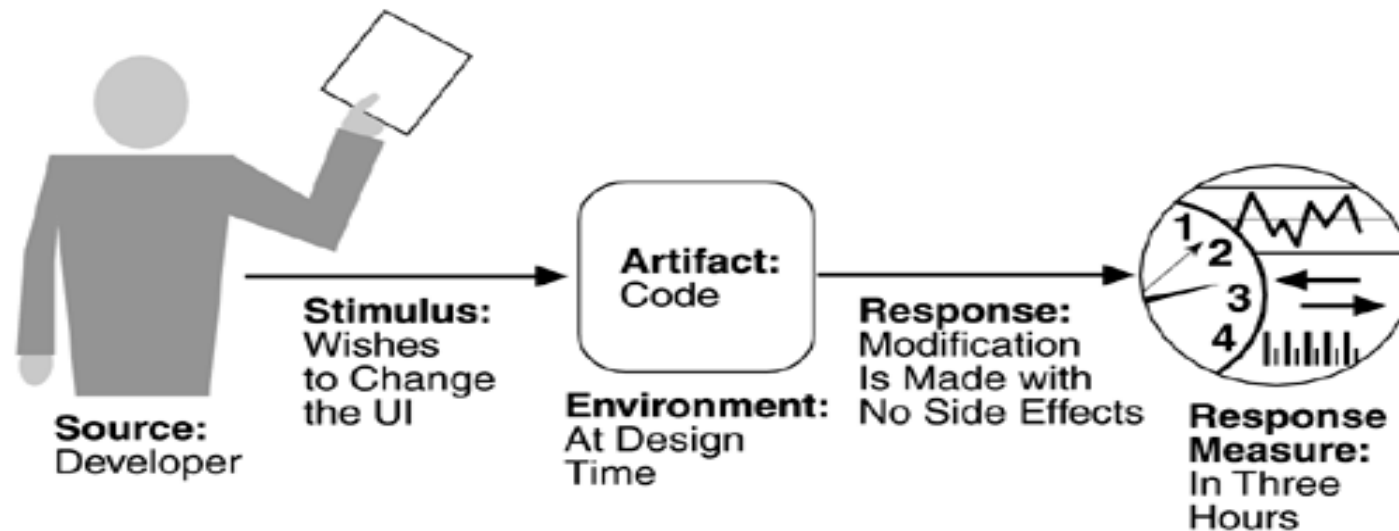 Source:
Developer
Stimulus:
Wishes
to Change
the UI
Artifact:
Code
Environment:
At Design
Time
Response:
Modification
Is Made with
No Side Effects
1
2
3
4
Response
Measure:
In Three
Hours